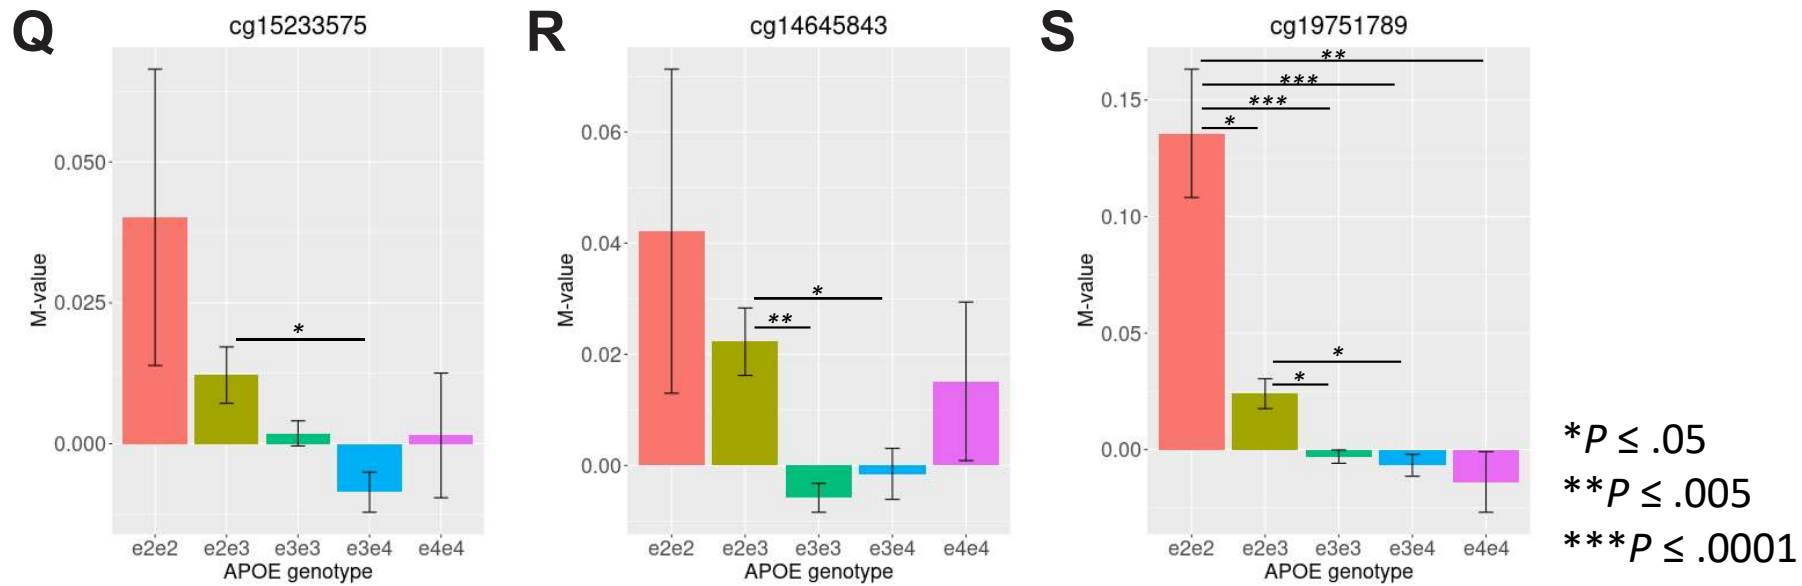 Q
cg15233575
M-value
0.050
0.025
0.000
*
e2e2 e2e3 e3e3 e3e4 e4e4
APOE genotype
R
cg14645843
M-value
0.06
0.04
0.02
0.00
*
**
e2e2 e2e3 e3e3 e3e4 e4e4
APOE genotype
S
cg19751789
M-value
0.15
0.10
0.05
0.00
**
***
***
*
*
*
e2e2 e2e3 e3e3 e3e4 e4e4
APOE genotype
*P ≤ .05
**P ≤ .005
***P ≤ .0001